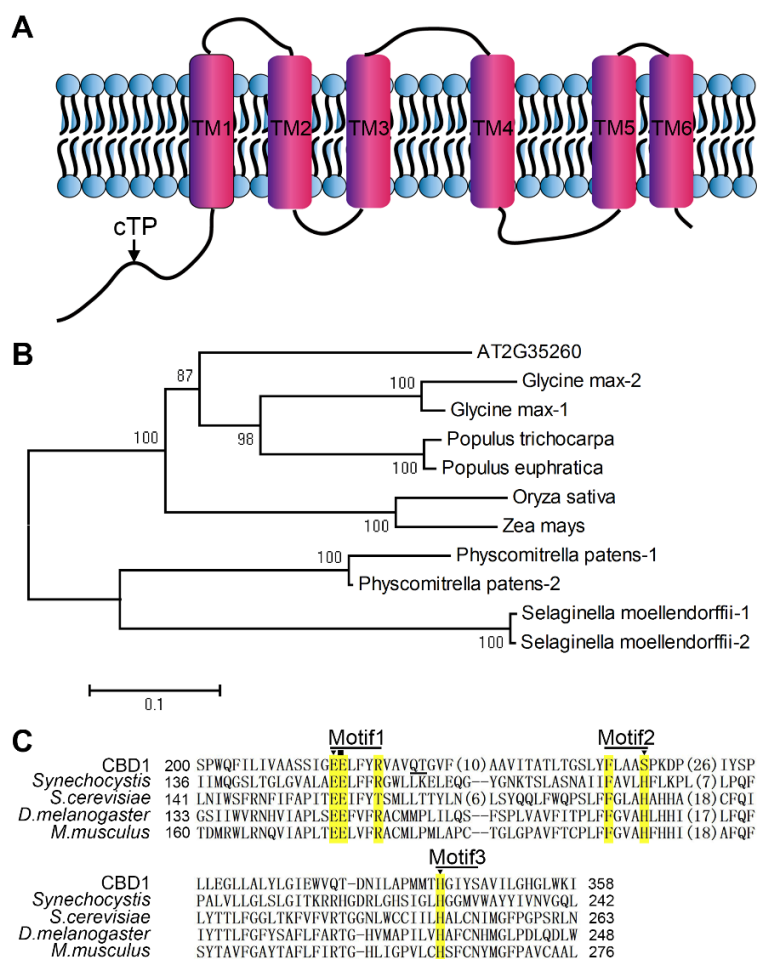 A
TM1 TM2 TM3 TM4 TM5 TM6
cTP
B
AT2G35260
87
100 Glycine max-2
Glycine max-1
98
100 Populus trichocarpa
100 Populus euphratica
Oryza sativa
100 Zea mays
100 Physcomitrella patens-1
Physcomitrella patens-2
Selaginella moellendorffii-1
100 Selaginella moellendorffii-2
0.1
C
Motif1 Motif2
CBD1 200 SPWQFILIVAASSIGEELFYRVAVQTGVF(10)AAVITATLTGSLYFLAASPKDP(26)IYSP
Synechocystis 136 IIMQGSLTGLGVALAEELFFRGWLLKELEQG--YGNKTSLASNAIIFAVLHFLKPL(7)LPQF
S.cerevisiae 141 LNIWSFRNFIFAPITEEIFYTSMLLTTYLN(6)LSYQQLFWQPSLFFGLAHAHHA(18)CFQI
D.melanogaster 133 GSIIWVRNHVIAPLSEEFVFRACMMPLILQS--FSPLVAVFITPLFFGVAHLHHI(17)LFQF
M.musculus 160 TDMRWLRNQVIAPLTEELVFRACMLPMLAPC--TGLGPAVFTCPLFFGVAHFHHI(18)AFQF
Motif3
CBD1 LLEGLLALYLGIEWVQT-DNILAPMMTHGIYSAVILGHGLWKI 358
Synechocystis PALVLLGLSLGITKRRHGDRLGHSIGLHGGMVWAYYIVNVGQL 242
S.cerevisiae LYTTLFGGLTKFVFVRTGGNLWCCIILHALCNIMGFPGPSRLN 263
D.melanogaster IYTTLFGFYSAFLFARTG-HVMAPILVHAFCNHMGLPDLQDLW 248
M.musculus SYTAVFGAYTAFLFIRTG-HLIGPVLCHSFCNYMGFPAVCAAL 276